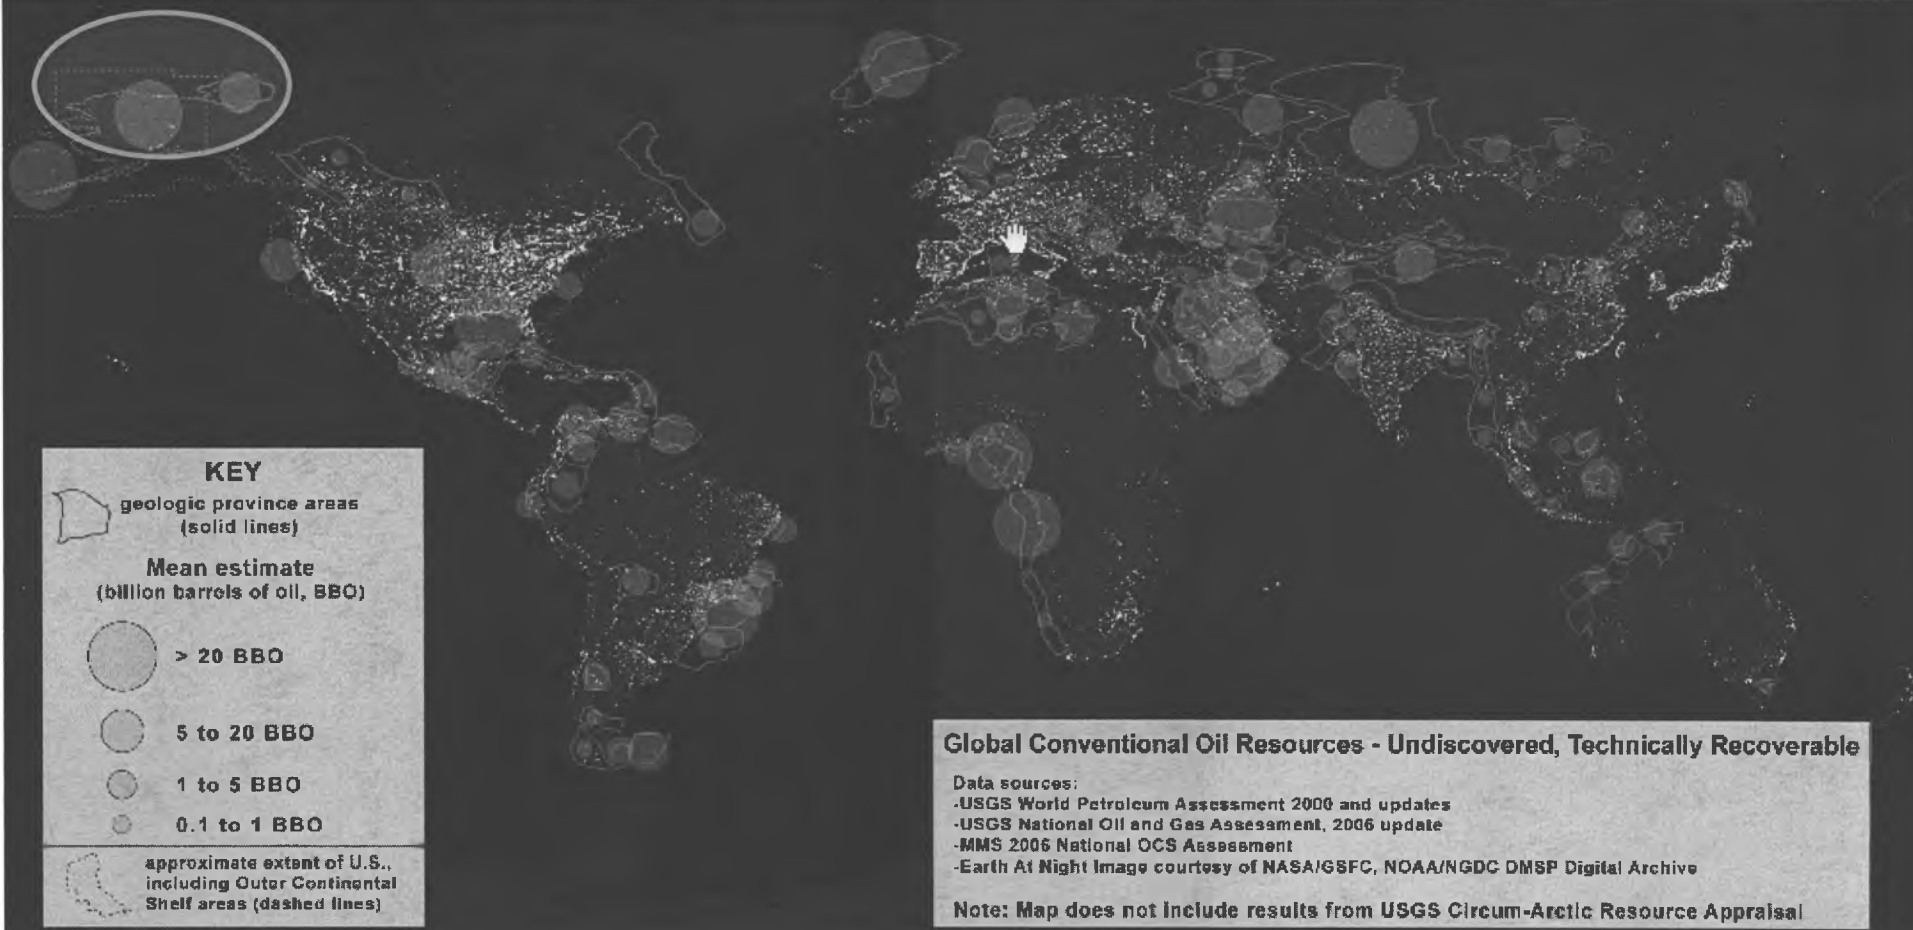 KEY
geologic province areas
(solid lines)
Mean estimate
(billion barrels of oil, BBO)
> 20 BBO
5 to 20 BBO
1 to 5 BBO
0.1 to 1 BBO
approximate extent of U.S.,
including Outer Continental
Shelf areas (dashed lines)
Global Conventional Oil Resources - Undiscovered, Technically Recoverable
Data sources:
-USGS World Petroleum Assessment 2000 and updates
-USGS National Oil and Gas Assessment, 2006 update
-MMS 2006 National OCS Assessment
-Earth At Night Image courtesy of NASA/GSFC, NOAA/NGDC DMSP Digital Archive
Note: Map does not include results from USGS Circum-Arctic Resource Appraisal